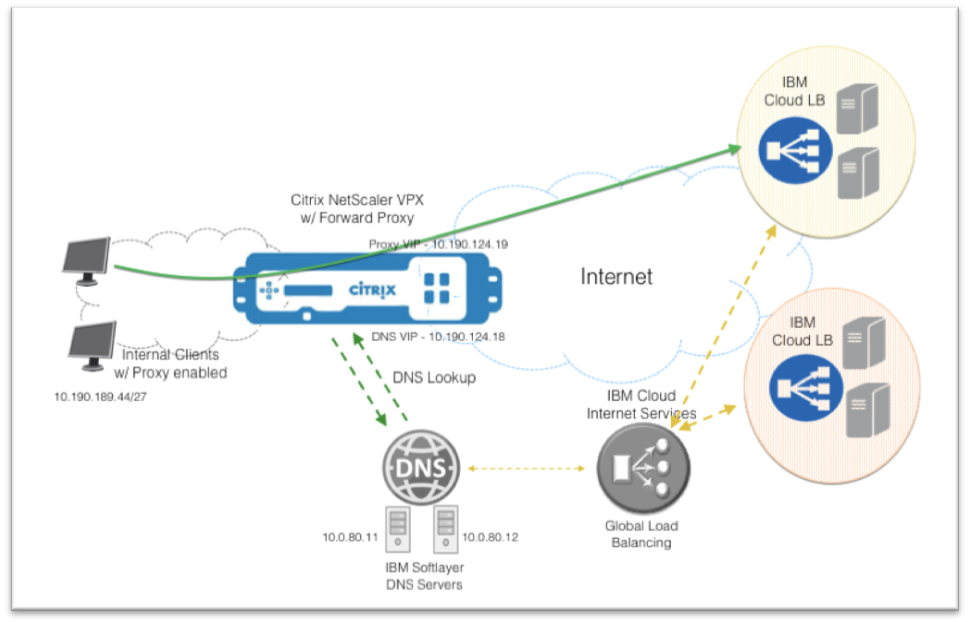 IBM
Cloud LB
Citrix NetScaler VPX
w/ Forward Proxy
Proxy VIP - 10.190.124.19
CiTRIX
Internet
DNS VIP - 10.190.124.18
IBM
Cloud LB
Internal Clients
w/ Proxy enabled
10.190.189.44/27
DNS Lookup
IBM Cloud
Internet Services
DNS
Global Load
Balancing
10.0.80.11
10.0.80.12
IBM Softlayer
DNS Servers